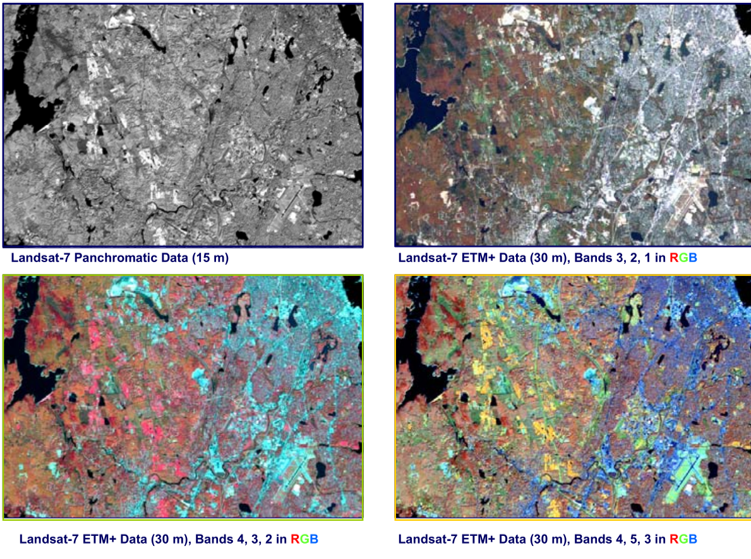 Landsat-7 Panchromatic Data (15 m)
Landsat-7 ETM+ Data (30 m), Bands 3, 2, 1 in RGB
Landsat-7 ETM+ Data (30 m), Bands 4, 3, 2 in RGB
Landsat-7 ETM+ Data (30 m), Bands 4, 5, 3 in RGB